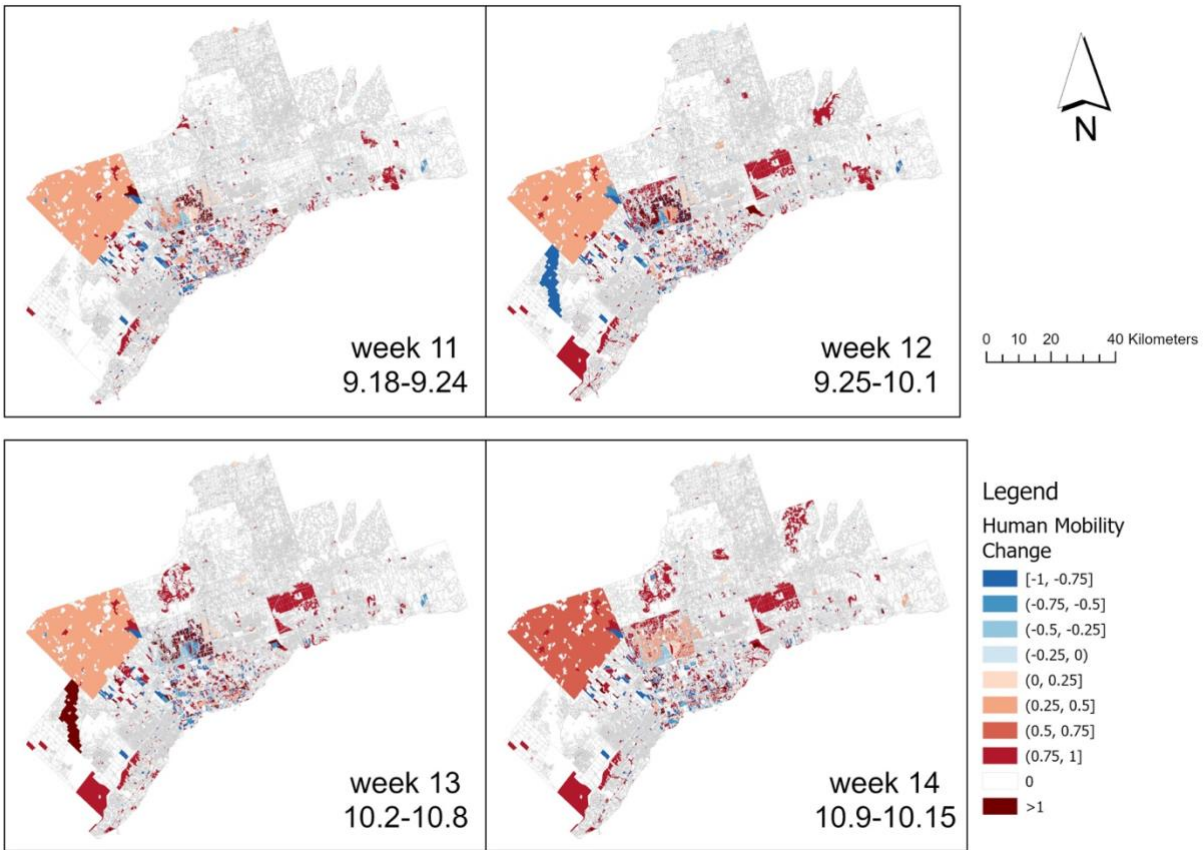 week 11
9.18-9.24
week 12
9.25-10.1
N
0 10 20 40 Kilometers
week 13
10.2-10.8
week 14
10.9-10.15
Legend
Human Mobility
Change
[-1, -0.75]
(-0.75, -0.5]
(-0.5, -0.25]
(-0.25, 0)
(0, 0.25]
(0.25, 0.5]
(0.5, 0.75]
(0.75, 1]
0
>1